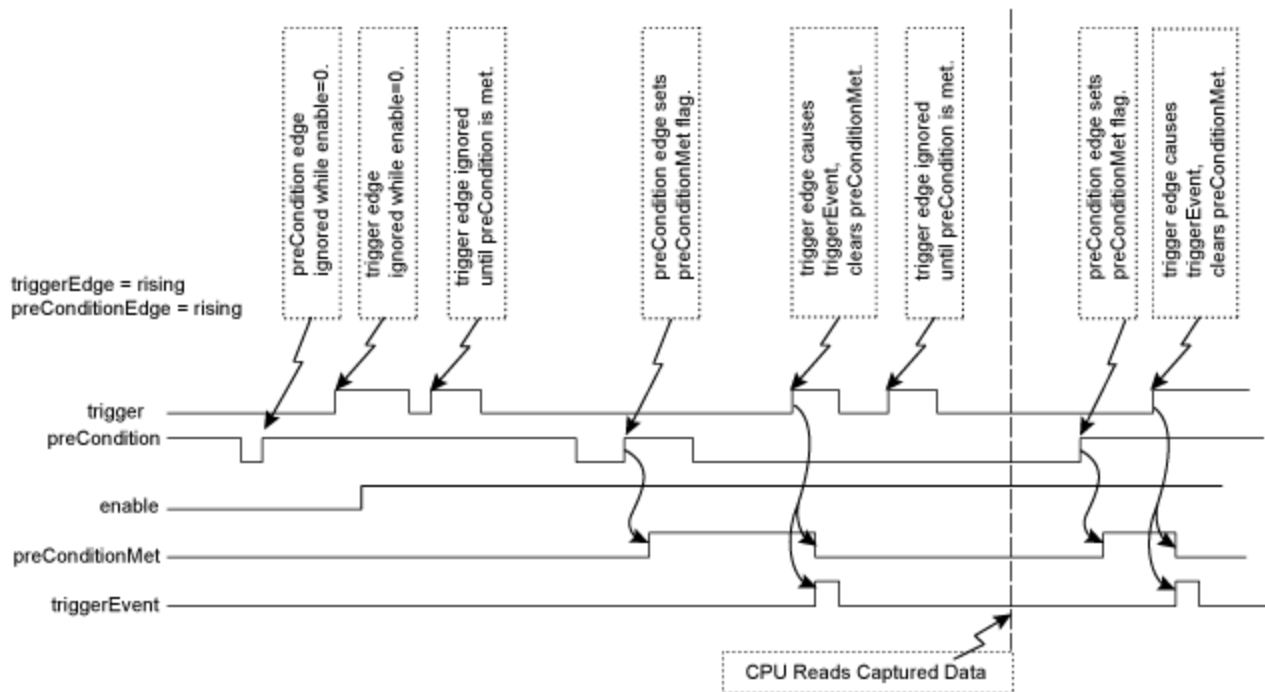 preCondition edge
ignored while enable=0.
trigger edge
ignored while enable=0.
trigger edge ignored
until preCondition is met.
preCondition edge sets
preConditionMet flag.
trigger edge causes
triggerEvent,
clears preConditionMet.
trigger edge ignored
until preCondition is met.
preCondition edge sets
preConditionMet flag.
trigger edge causes
triggerEvent,
clears preConditionMet.
triggerEdge = rising
preConditionEdge = rising
trigger
preCondition
enable
preConditionMet
triggerEvent
CPU Reads Captured Data